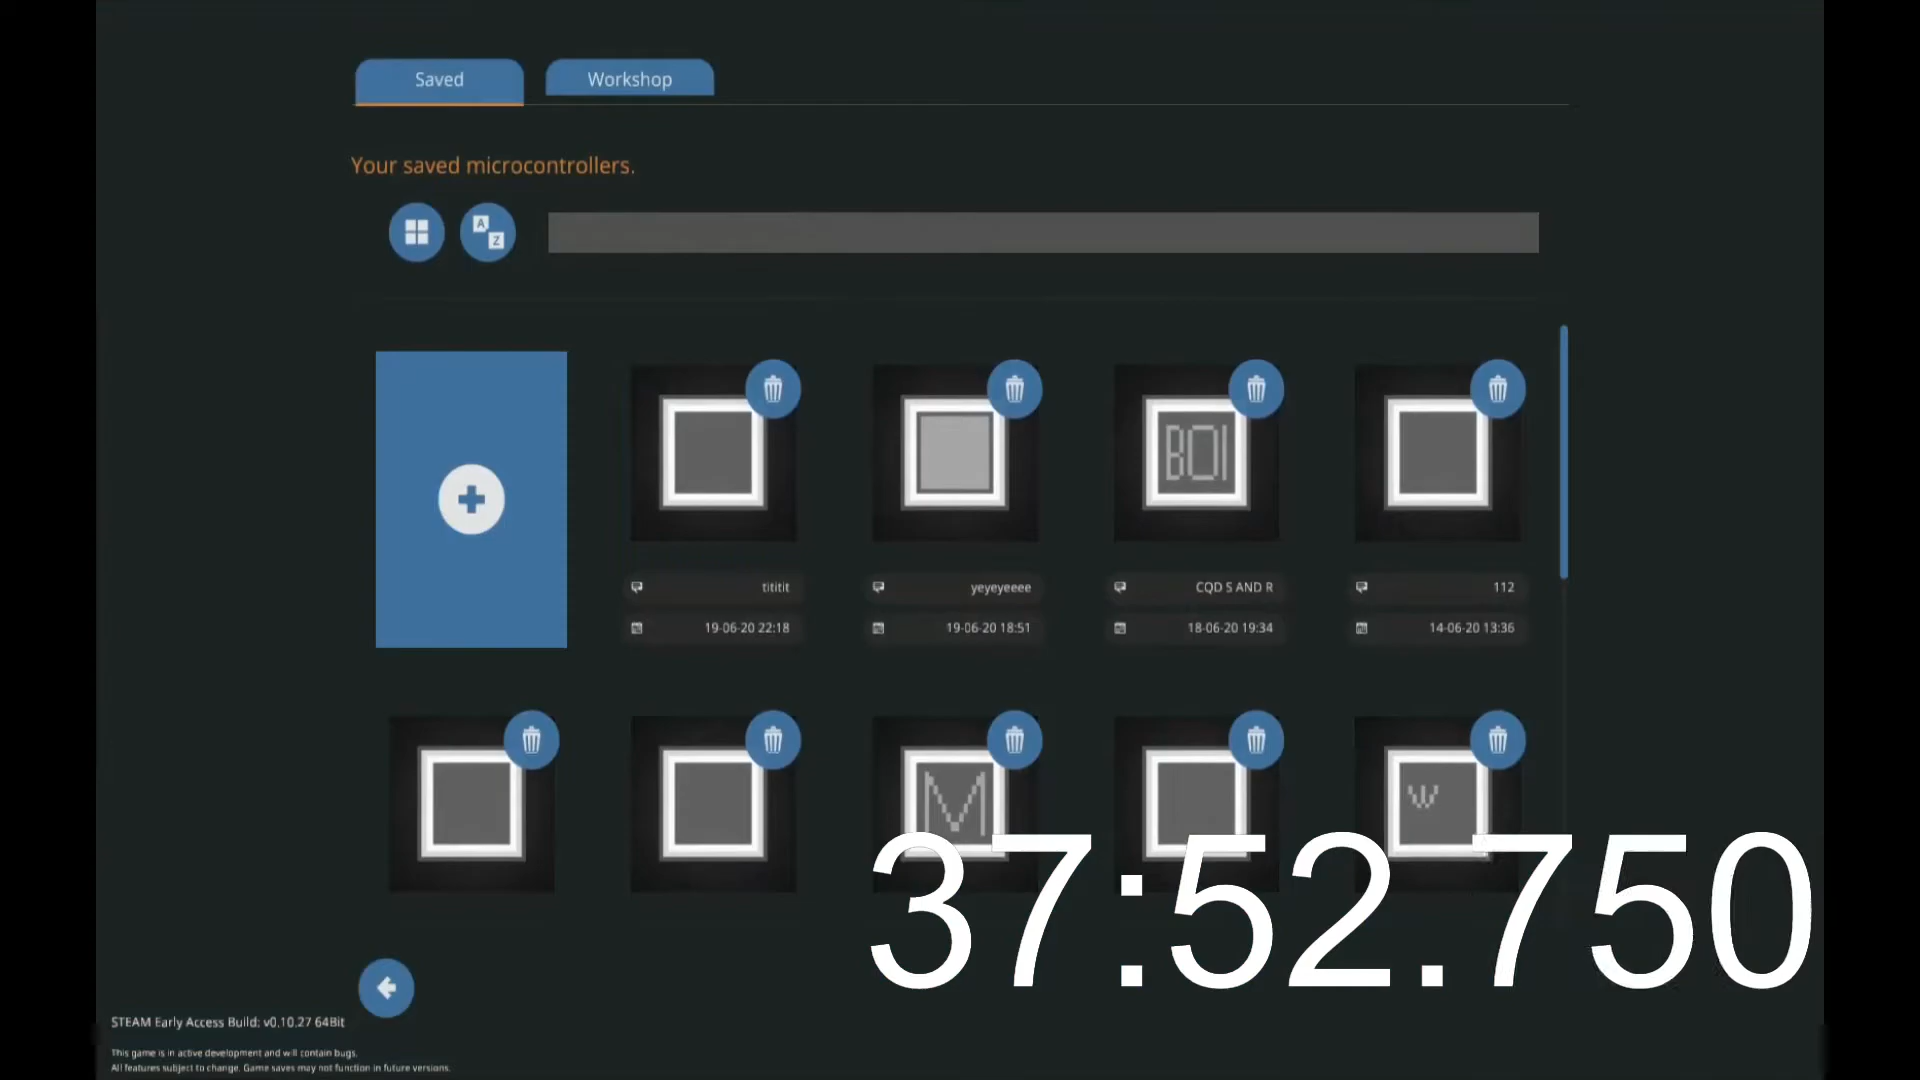 Saved
Workshop
Your saved microcontrollers.
A
Z
BOI
tititit
yeyeyeeee
CQD S AND R
112
19-06-20 22:18
19-06-20 18:51
18-06-20 19:34
14-06-20 13:36
M
W
37:52.750
STEAM Early Access Build: v0.10.27 64Bit
This game is in active development and will contain bugs.
All features subject to change. Game saves may not function in future versions.